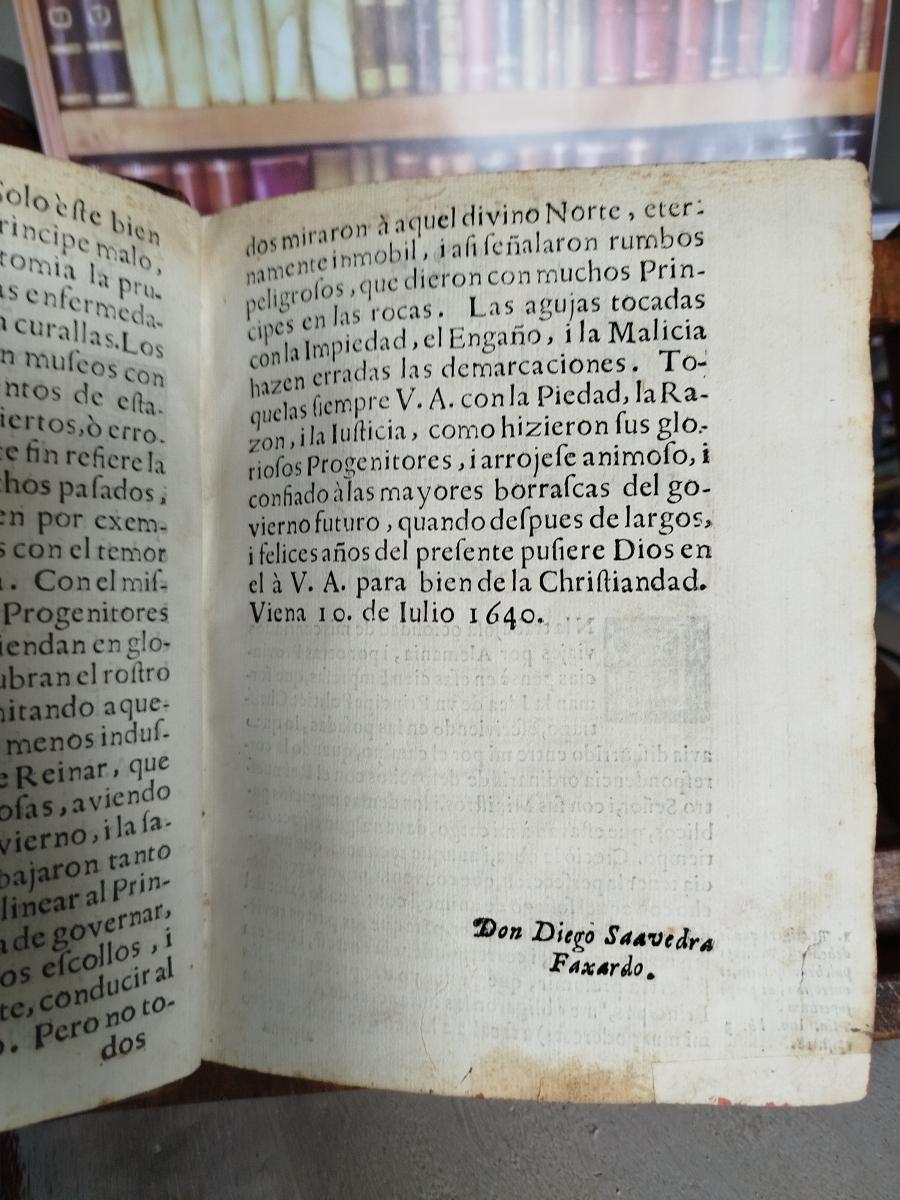 Solo èſte bien
rincipe malo,
tomia la pru-
as enfermeda-
a curallas.Los
n muſeos con
ntos de eſta-
iertos,ò erro-
te fin refiere la
chos paſados,
en por exem-
s con el temor
. Con el miſ-
Progenitores
iendan en glo-
ubran el roſtro
nitando aque-
menos induſ-
e Reinar, que
oſas, aviendo
vierno, i la ſa-
bajaron tanto
linear al Prin-
a de governar,
os eſcollos, i
te, conducir al
. Pero no to-
dos
dos miraron à aquel divino Norte, eter-
namente inmobil, i aſi ſeñalaron rumbos
peligroſos, que dieron con muchos Prin-
cipes en las rocas. Las agujas tocadas
con la Impiedad, el Engaño, i la Malicia
hazen erradas las demarcaciones. To-
quelas ſiempre V. A. con la Piedad, la Ra-
zon, i la Iuſticia, como hizieron ſus glo-
rioſos Progenitores, i arrojeſe animoſo, i
confiado à las mayores borraſcas del go-
vierno futuro, quando deſpues de largos,
i felices años del preſente puſiere Dios en
el à V. A. para bien de la Chriſtiandad.
Viena 10. de Iulio 1640.
Don Diego Saavedra
Faxardo.